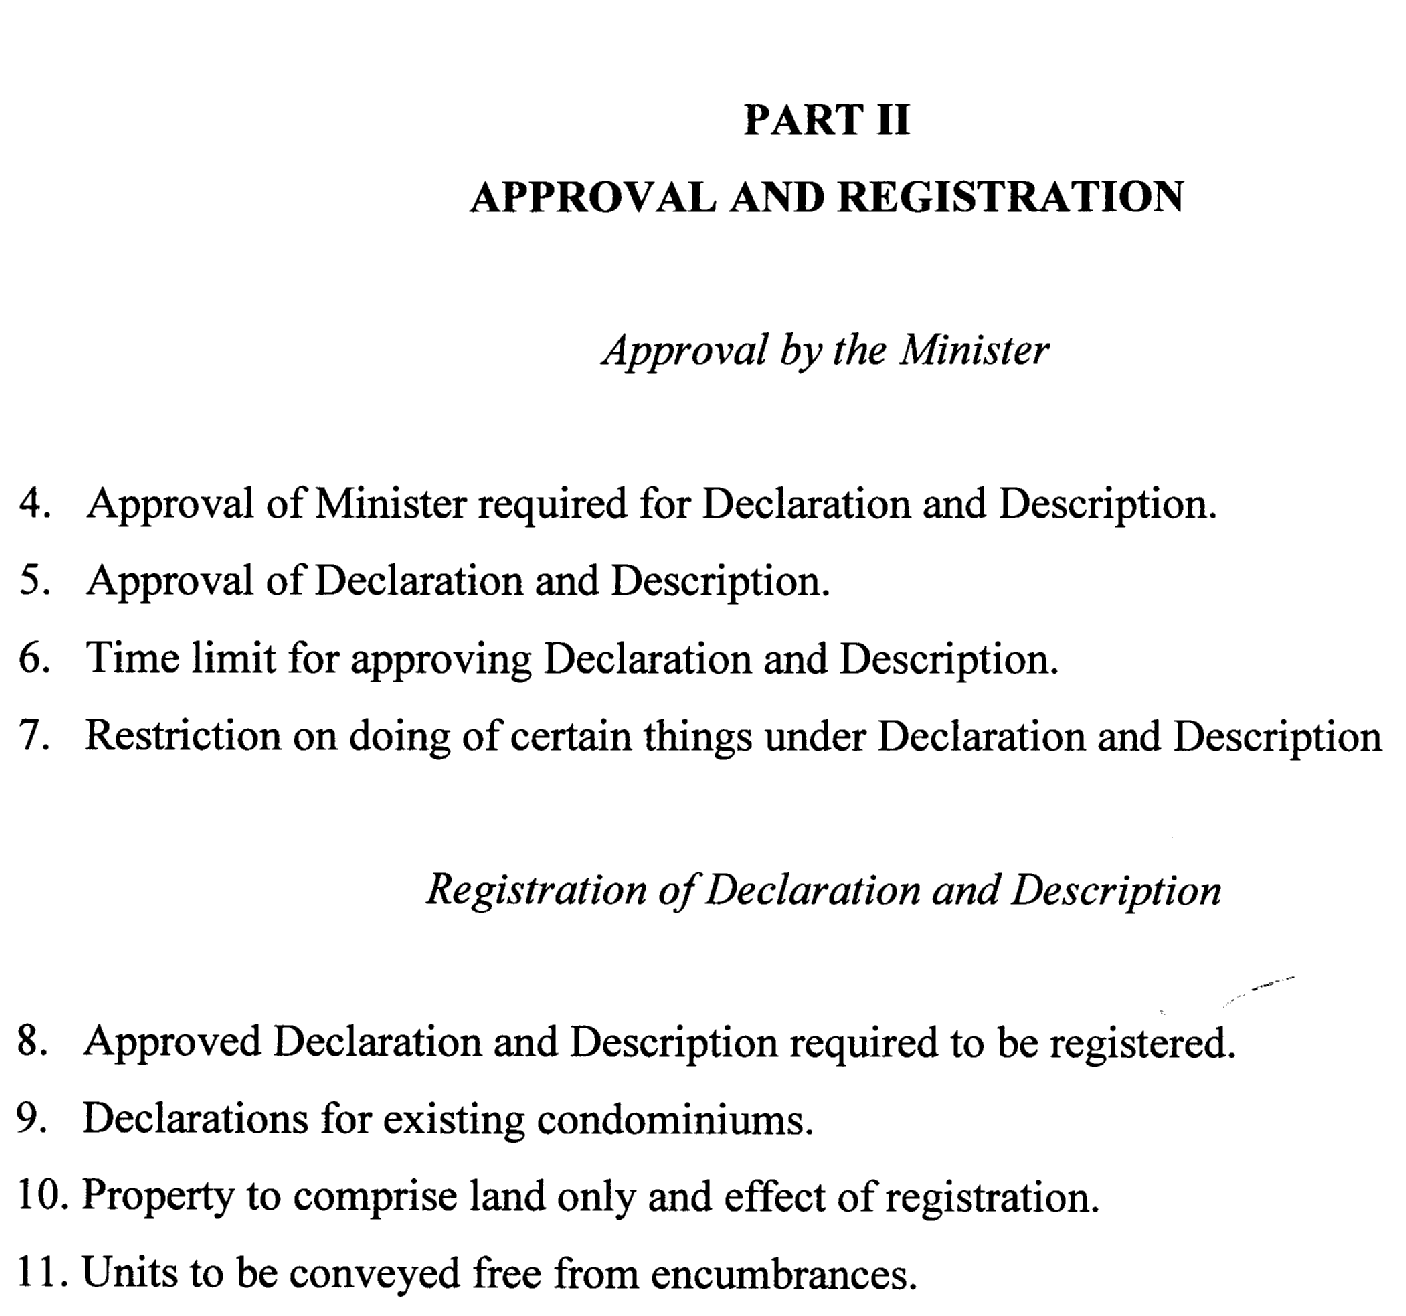 PART II
APPROVAL AND REGISTRATION
Approval by the Minister
4. Approval of Minister required for Declaration and Description.
5. Approval of Declaration and Description.
6. Time limit for approving Declaration and Description.
7. Restriction on doing of certain things under Declaration and Description
Registration of Declaration and Description
8. Approved Declaration and Description required to be registered.
9. Declarations for existing condominiums.
10. Property to comprise land only and effect of registration.
11. Units to be conveyed free from encumbrances.